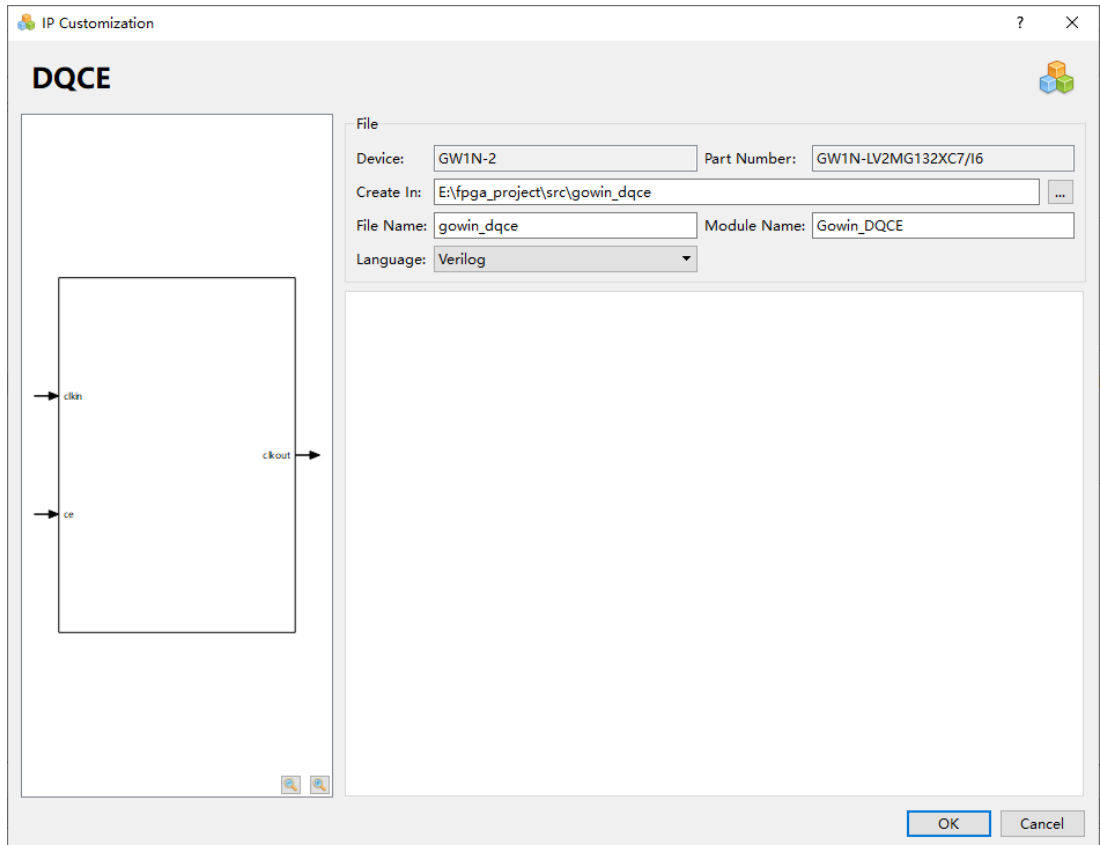 IP Customization ?
DQCE
File
Device: GW1N-2 Part Number: GW1N-LV2MG132XC7/I6
Create In: E:\fpga_project\src\gowin_dqce ...
File Name: gowin_dqce Module Name: Gowin_DQCE
Language: Verilog
clkin
clkout
ce
OK Cancel